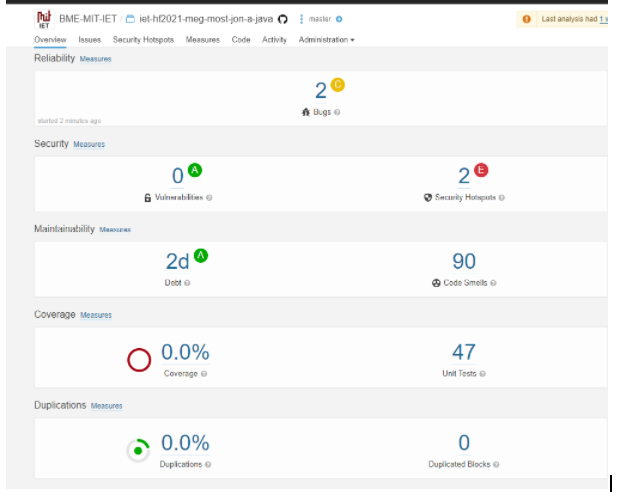 IET BME-MIT-IET / iet-hf2021-meg-most-jon-a-java master
Last analysis had 1
Overview Issues Security Hotspots Measures Code Activity Administration
Reliability Measures
2 C
Bugs
started 2 minutes ago
Security Measures
0 A
Vulnerabilities
2 E
Security Hotspots
Maintainability Measures
2d A
Debt
90
Code Smells
Coverage Measures
0.0%
Coverage
47
Unit Tests
Duplications Measures
0.0%
Duplications
0
Duplicated Blocks